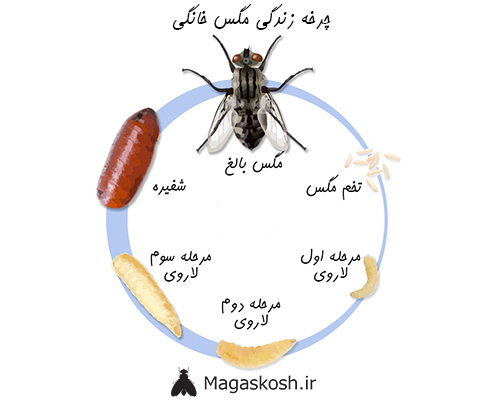 چرخه زندگی مگس خانگی
مگس بالغ
تخم مگس
مرحله اول
لاروی
مرحله دوم
لاروی
مرحله سوم
لاروی
شفیره
Magaskosh.ir